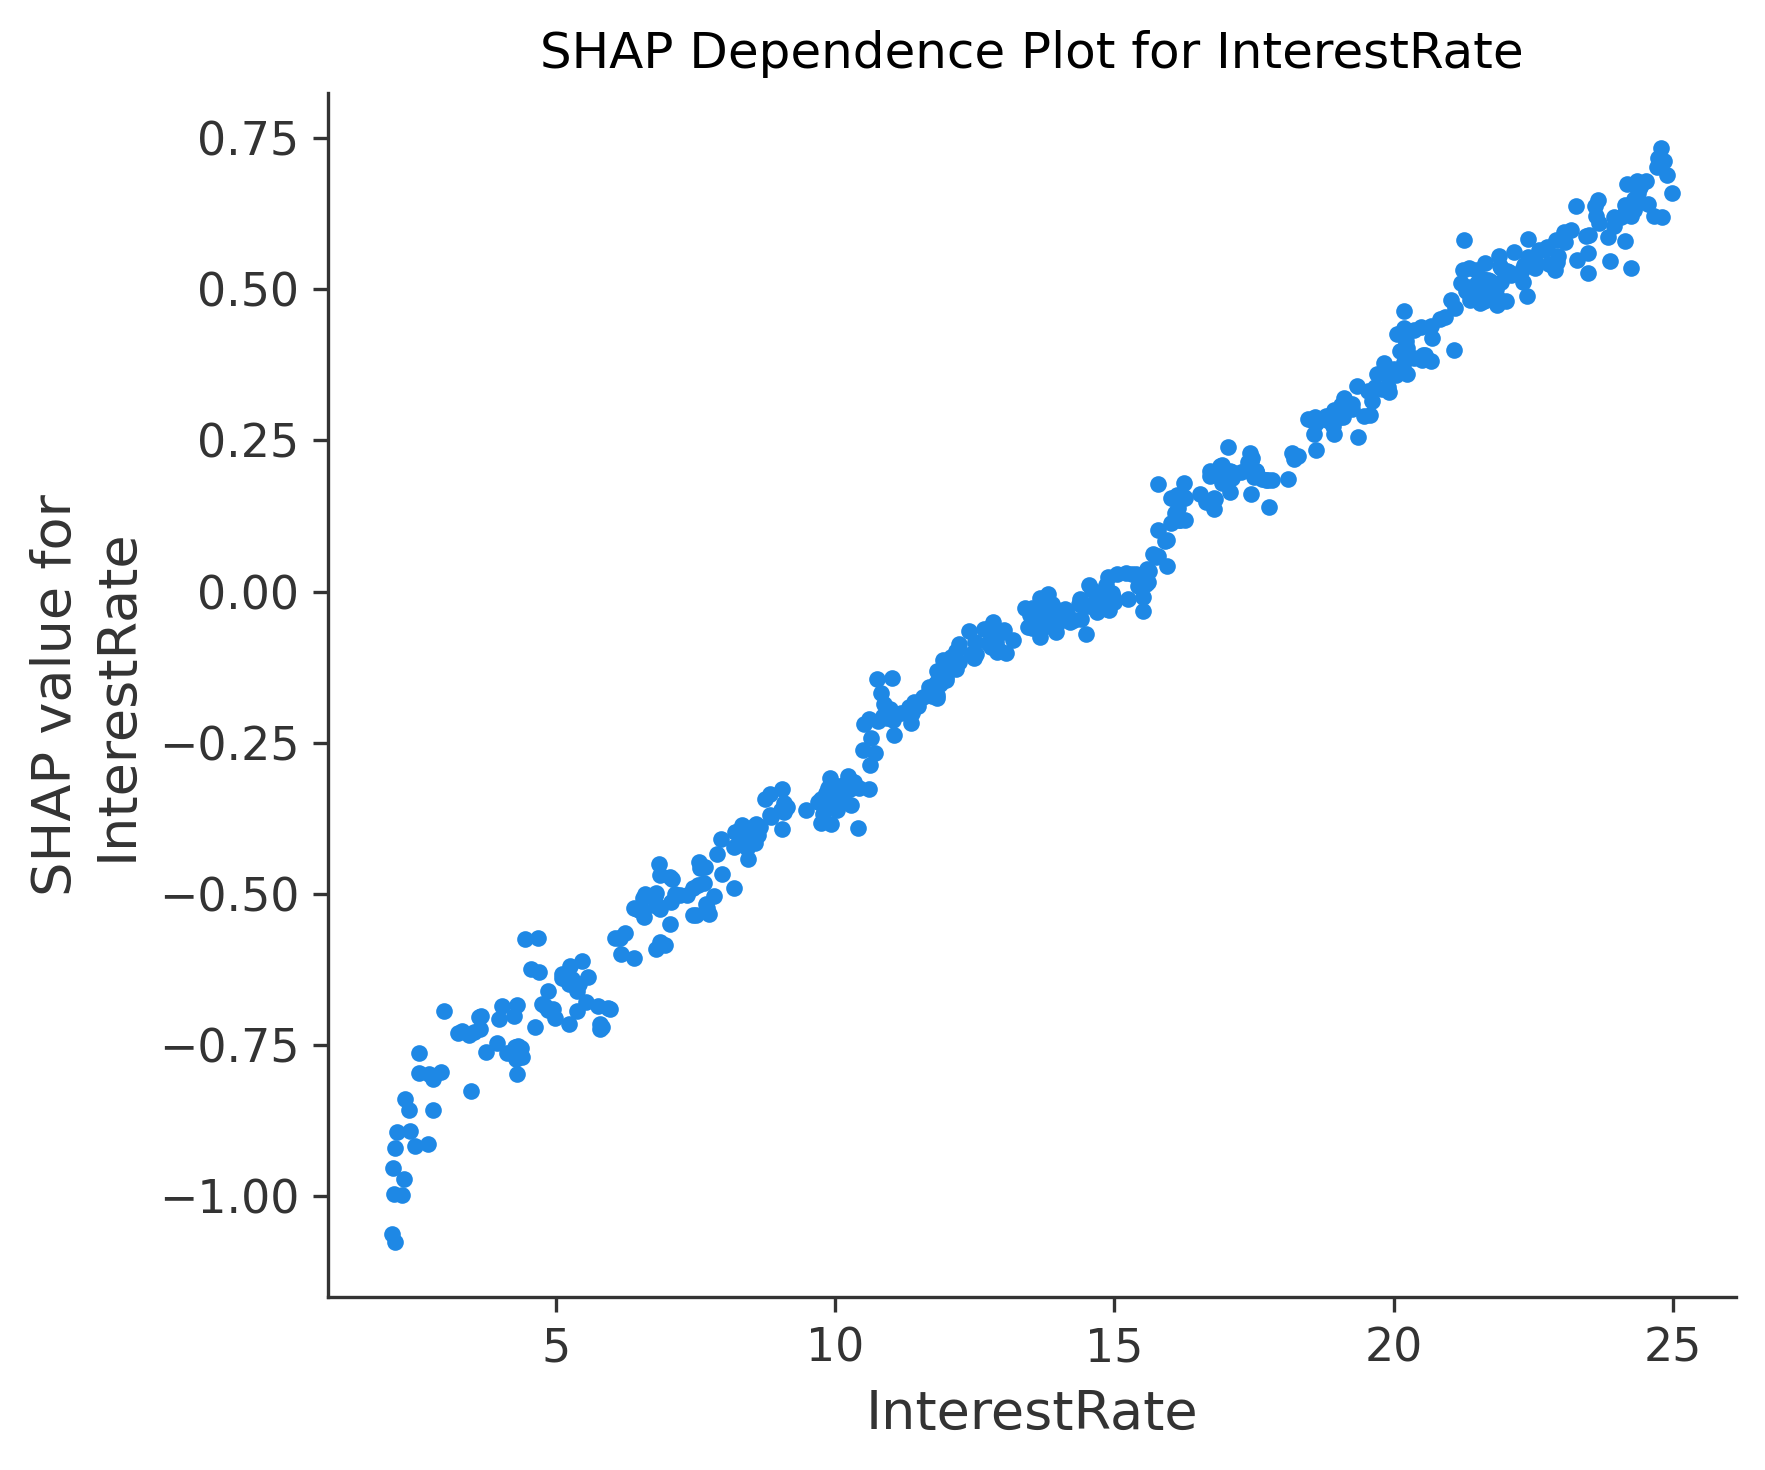 SHAP Dependence Plot for InterestRate
0.75
0.50
0.25
0.00
−0.25
−0.50
−0.75
−1.00
SHAP value for
InterestRate
5 10 15 20 25
InterestRate